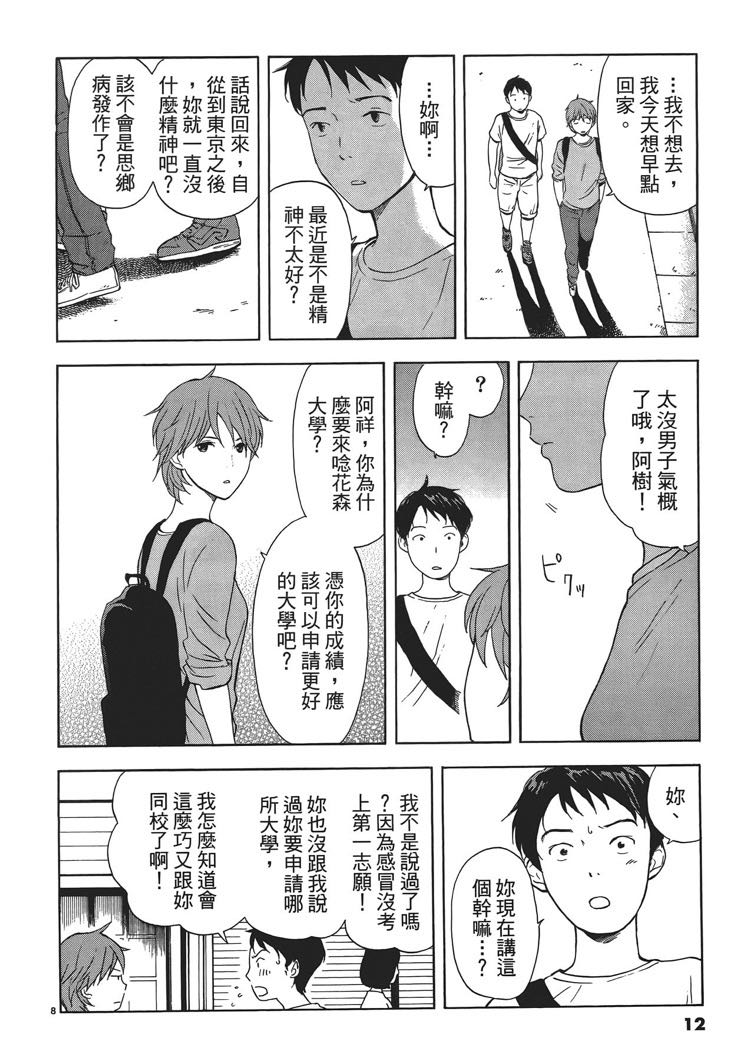 …我不想去，
我今天想早點
回家。
…妳啊…
最近是不是精
神不太好？
話說回來，自
從到東京之後
，妳就一直沒
什麼精神吧？
該不會是思鄉
病發作了？
太沒男子氣概
了哦，阿樹！
ピクッ
？
幹嘛？
阿祥，你為什
麼要來唸花森
大學？
憑你的成績，應
該可以申請更好
的大學吧？
妳、
妳現在講這
個幹嘛…？
我不是說過了嗎
？因為感冒沒考
上第一志願！
妳也沒跟我說
過妳要申請哪
所大學，
我怎麼知道會
這麼巧又跟妳
同校了啊！
8
12